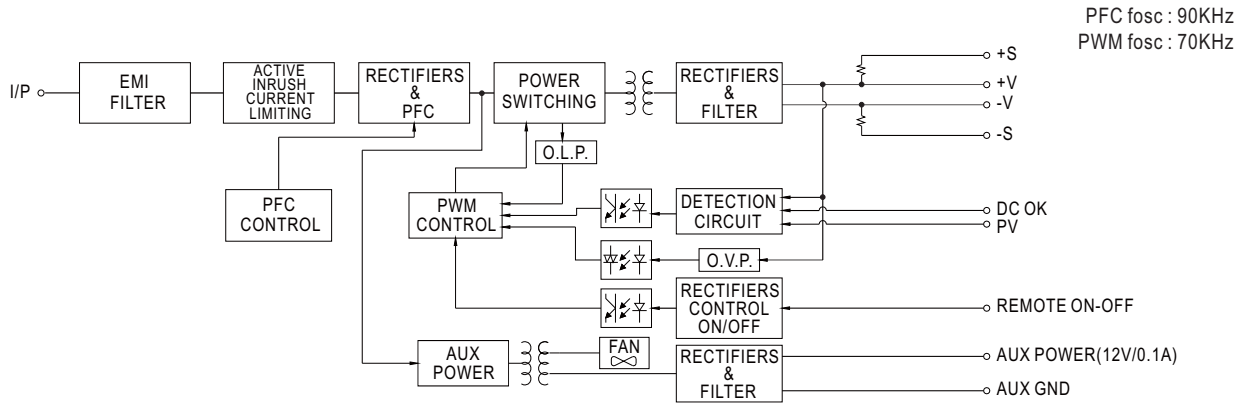 PFC fosc : 90KHz
PWM fosc : 70KHz
I/P
EMI
FILTER
ACTIVE
INRUSH
CURRENT
LIMITING
RECTIFIERS
&
PFC
POWER
SWITCHING
RECTIFIERS
&
FILTER
+S
+V
-V
-S
O.L.P.
PFC
CONTROL
PWM
CONTROL
DETECTION
CIRCUIT
DC OK
PV
O.V.P.
RECTIFIERS
CONTROL
ON/OFF
REMOTE ON-OFF
AUX
POWER
FAN
RECTIFIERS
&
FILTER
AUX POWER(12V/0.1A)
AUX GND